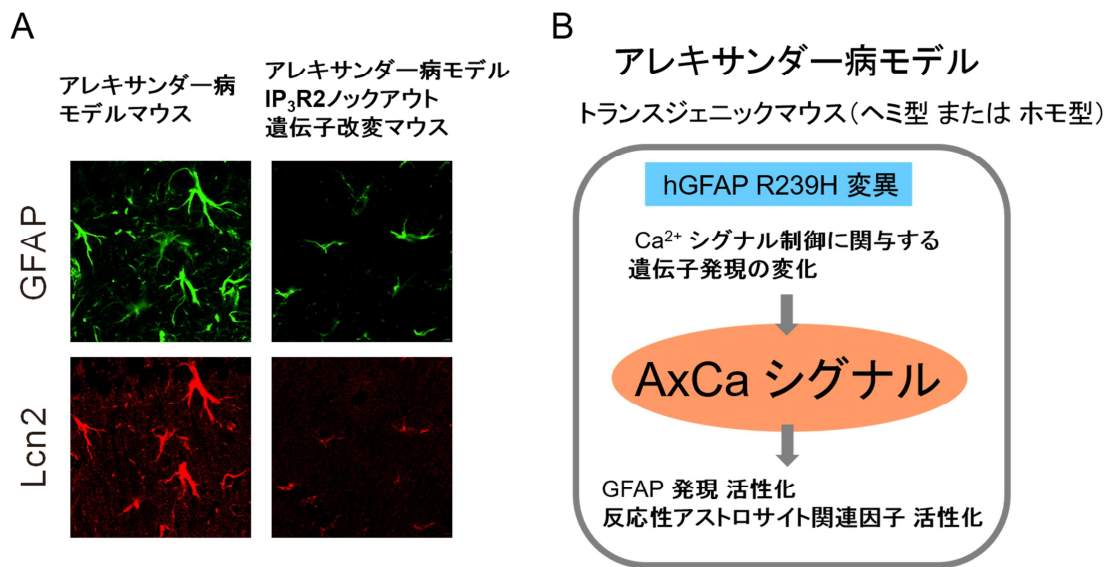 A
アレキサンダー病
モデルマウス
アレキサンダー病モデル
IP₃R2ノックアウト
遺伝子改変マウス
GFAP
Lcn2
B
アレキサンダー病モデル
トランスジェニックマウス(ヘミ型 または ホモ型)
hGFAP R239H 変異
Ca²⁺ シグナル制御に関与する
遺伝子発現の変化
AxCa シグナル
GFAP 発現 活性化
反応性アストロサイト関連因子 活性化